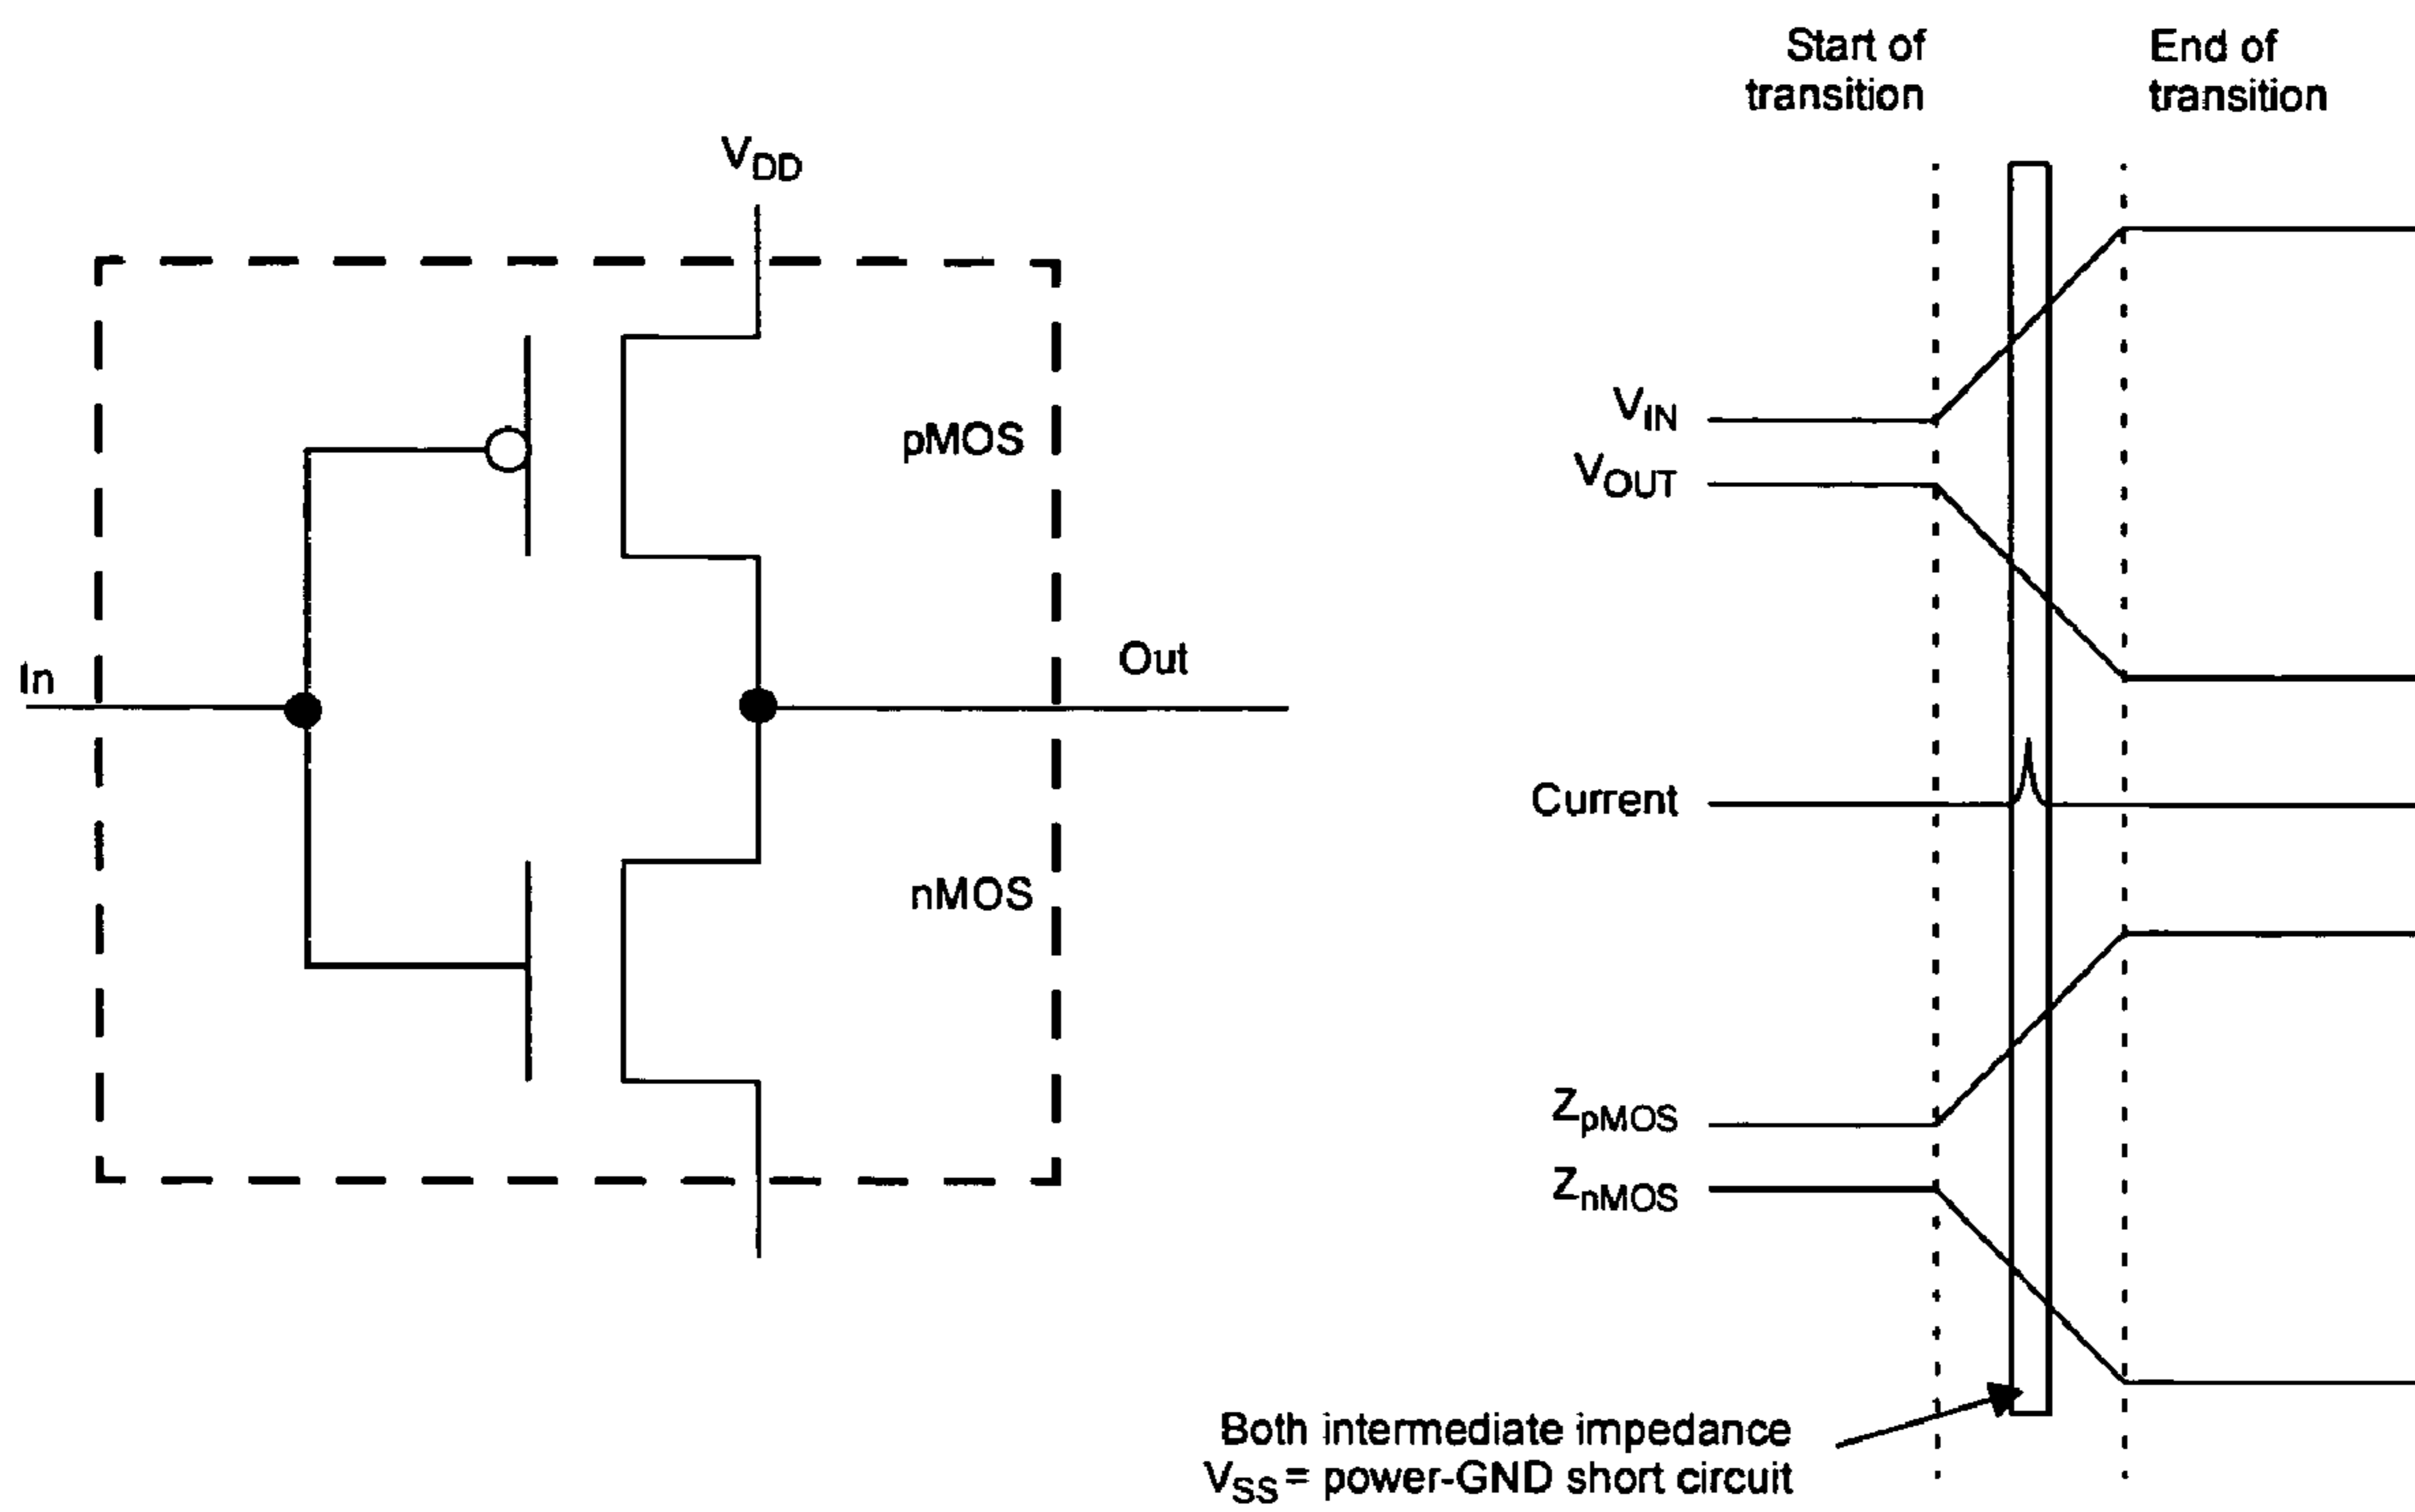 Start of
transition
End of
transition
VDD
pMOS
In
Out
nMOS
VIN
VOUT
Current
ZpMOS
ZnMOS
Both intermediate impedance
VSS = power-GND short circuit